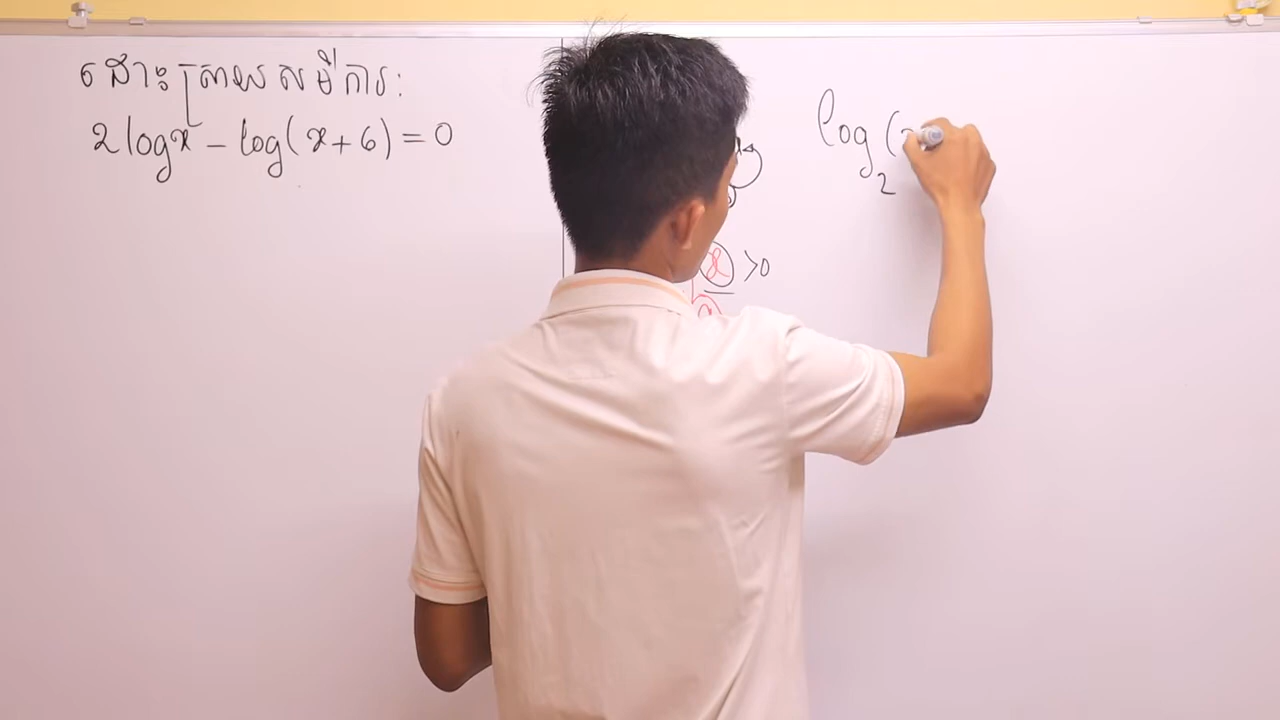 ដោះស្រាយសមីការ:
2logx - log(x+6) = 0
x > 0
log₂(